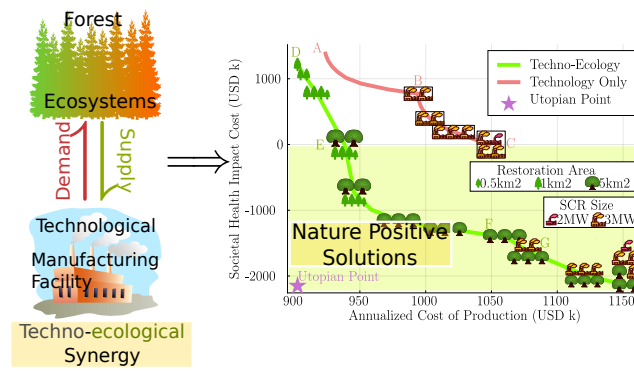 Forest
Ecosystems
Demand
Supply
Technological
Manufacturing
Facility
Techno-ecological
Synergy
Societal Health Impact Cost (USD k)
1000
0
-1000
-2000
A
B
C
D
E
F
G
Techno-Ecology
Technology Only
Utopian Point
Restoration Area
0.5km2 1km2 5km2
SCR Size
2MW 3MW
Nature Positive
Solutions
Utopian Point
900 950 1000 1050 1100 1150
Annualized Cost of Production (USD k)